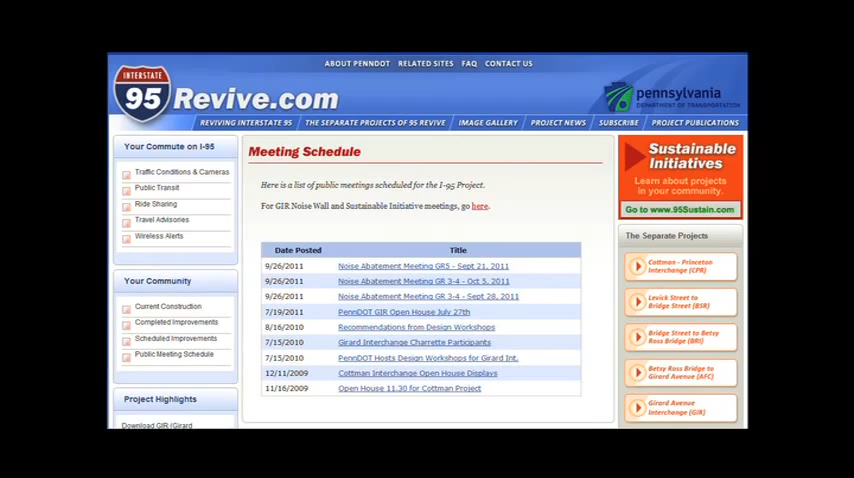 ABOUT PENNDOT RELATED SITES FAQ CONTACT US
INTERSTATE
95 Revive.com
pennsylvania
DEPARTMENT OF TRANSPORTATION
REVIVING INTERSTATE 95 THE SEPARATE PROJECTS OF 95 REVIVE IMAGE GALLERY PROJECT NEWS SUBSCRIBE PROJECT PUBLICATIONS
Your Commute on I-95
Traffic Conditions & Cameras
Public Transit
Ride Sharing
Travel Advisories
Wireless Alerts
Your Community
Current Construction
Completed Improvements
Scheduled Improvements
Public Meeting Schedule
Project Highlights
Download GIR (Girard
Meeting Schedule
Here is a list of public meetings scheduled for the I-95 Project.
For GIR Noise Wall and Sustainable Initiative meetings, go here.
Date Posted Title
9/26/2011 Noise Abatement Meeting GR5 - Sept 21, 2011
9/26/2011 Noise Abatement Meeting GR 3-4 - Oct 5, 2011
9/26/2011 Noise Abatement Meeting GR 3-4 - Sept 28, 2011
7/19/2011 PennDOT GIR Open House July 27th
8/16/2010 Recommendations from Design Workshops
7/15/2010 Girard Interchange Charrette Participants
7/15/2010 PennDOT Hosts Design Workshops for Girard Int.
12/11/2009 Cottman Interchange Open House Displays
11/16/2009 Open House 11.30 for Cottman Project
Sustainable
Initiatives
Learn about projects
in your community.
Go to www.95Sustain.com
The Separate Projects
Cottman - Princeton
Interchange (CPR)
Levick Street to
Bridge Street (BSR)
Bridge Street to Betsy
Ross Bridge (BRI)
Betsy Ross Bridge to
Girard Avenue (AFC)
Girard Avenue
Interchange (GIR)